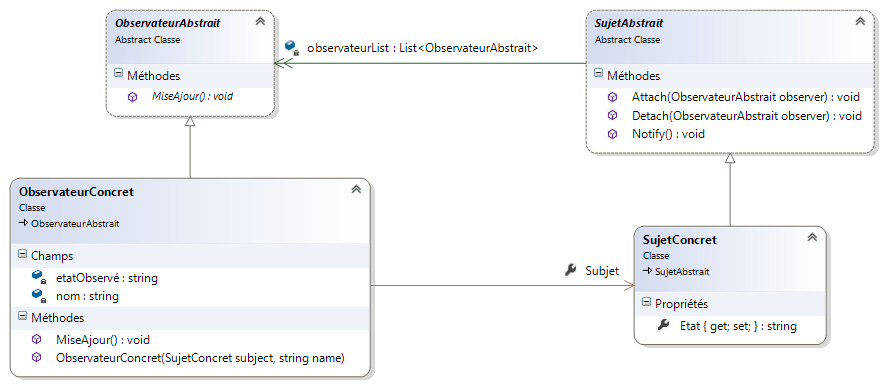 ObservateurAbstrait
Abstract Classe
Méthodes
MiseAjour() : void
observateurList : List<ObservateurAbstrait>
SujetAbstrait
Abstract Classe
Méthodes
Attach(ObservateurAbstrait observer) : void
Detach(ObservateurAbstrait observer) : void
Notify() : void
ObservateurConcret
Classe
ObservateurAbstrait
Champs
etatObservé : string
nom : string
Méthodes
MiseAjour() : void
ObservateurConcret(SujetConcret subject, string name)
Subjet
SujetConcret
Classe
SujetAbstrait
Propriétés
Etat { get; set; } : string